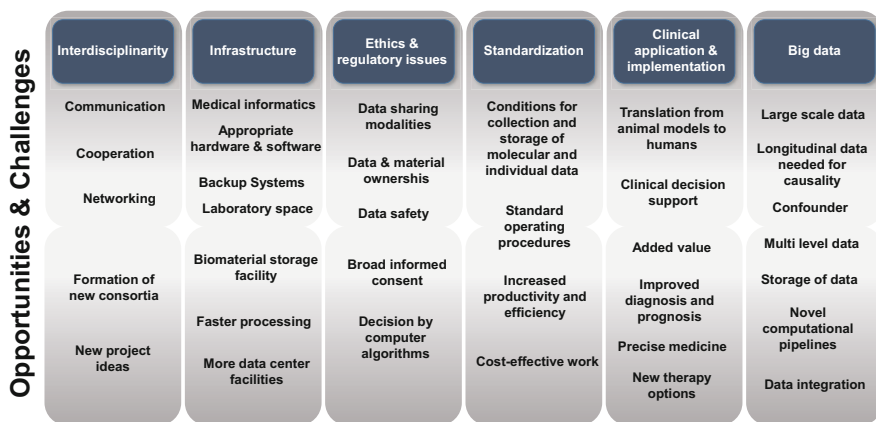 Opportunities & Challenges
Interdisciplinarity
Communication
Cooperation
Networking
Formation of
new consortia
New project
ideas
Infrastructure
Medical informatics
Appropriate
hardware & software
Backup Systems
Laboratory space
Biomaterial storage
facility
Faster processing
More data center
facilities
Ethics &
regulatory issues
Data sharing
modalities
Data & material
ownershis
Data safety
Broad informed
consent
Decision by
computer
algorithms
Standardization
Conditions for
collection and
storage of
molecular and
individual data
Standard
operating
procedures
Increased
productivity and
efficiency
Cost-effective work
Clinical
application &
implementation
Translation from
animal models to
humans
Clinical decision
support
Added value
Improved
diagnosis and
prognosis
Precise medicine
New therapy
options
Big data
Large scale data
Longitudinal data
needed for
causality
Confounder
Multi level data
Storage of data
Novel
computational
pipelines
Data integration